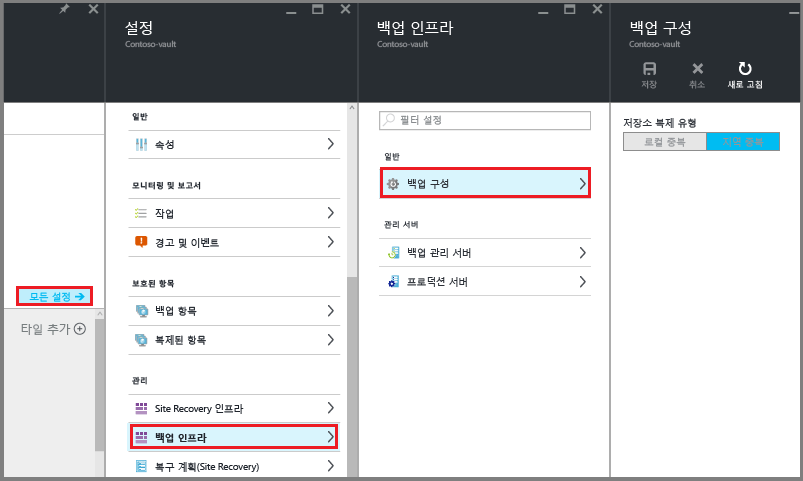 모든 설정
타일 추가
설정
Contoso-vault
일반
속성
모니터링 및 보고서
작업
경고 및 이벤트
보호된 항목
백업 항목
복제된 항목
관리
Site Recovery 인프라
백업 인프라
복구 계획(Site Recovery)
백업 인프라
Contoso-vault
필터 설정
일반
백업 구성
관리 서버
백업 관리 서버
프로덕션 서버
백업 구성
Contoso-vault
저장 취소 새로 고침
저장소 복제 유형
로컬 중복 지역 중복